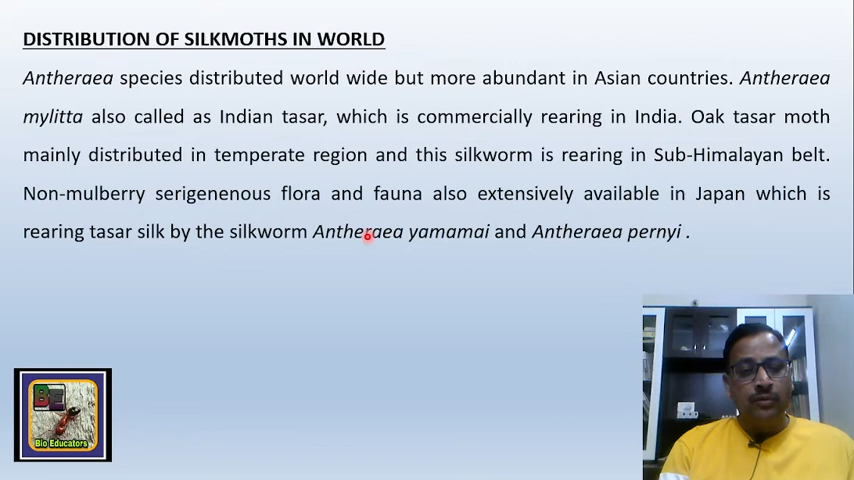 DISTRIBUTION OF SILKMOTHS IN WORLD
Antheraea species distributed world wide but more abundant in Asian countries. Antheraea
mylitta also called as Indian tasar, which is commercially rearing in India. Oak tasar moth
mainly distributed in temperate region and this silkworm is rearing in Sub-Himalayan belt.
Non-mulberry serigenenous flora and fauna also extensively available in Japan which is
rearing tasar silk by the silkworm Antheraea yamamai and Antheraea pernyi .
BE
Bio Educators